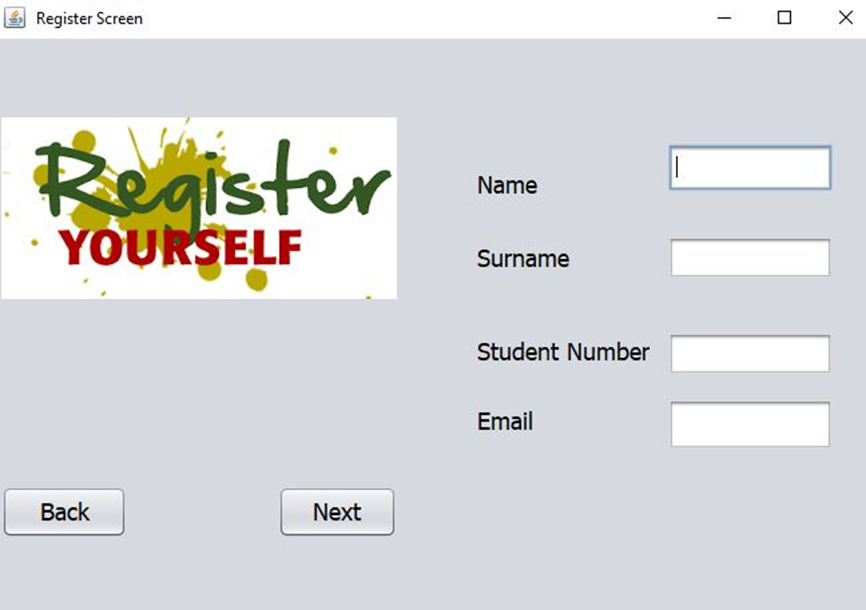 Register Screen
Register
YOURSELF
Name
Surname
Student Number
Email
Back
Next